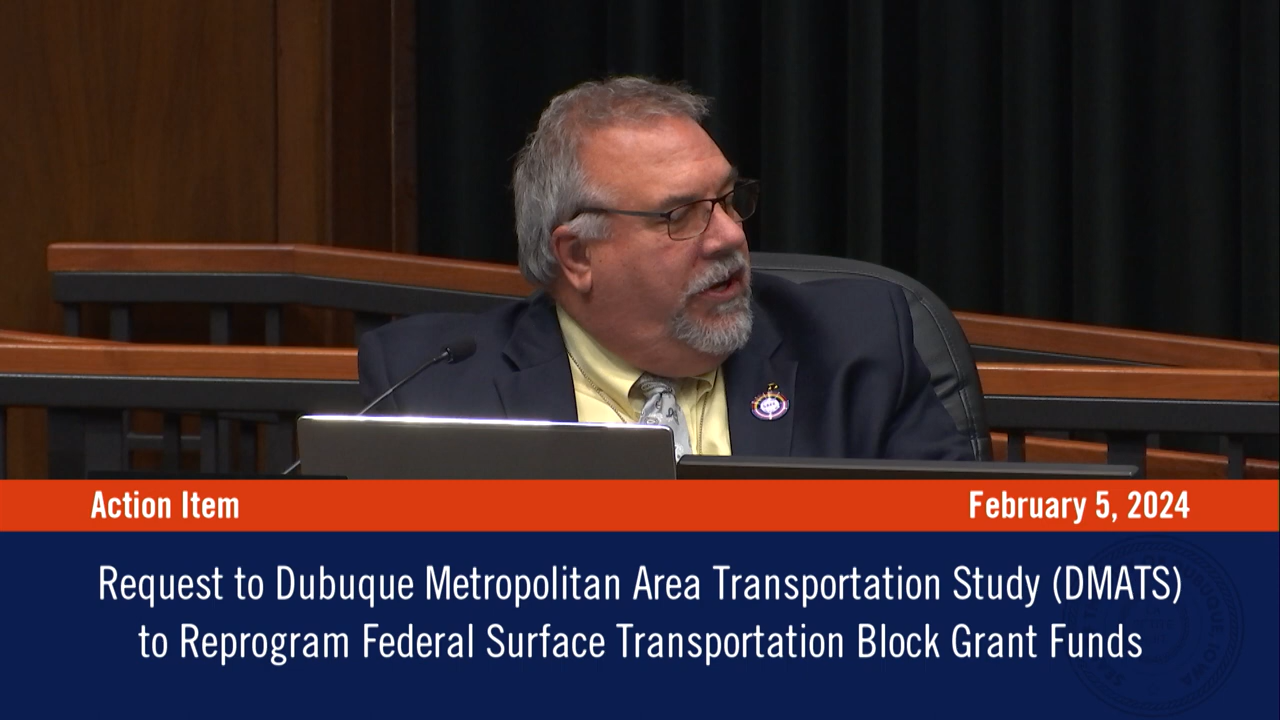 Action Item
February 5, 2024
Request to Dubuque Metropolitan Area Transportation Study (DMATS)
to Reprogram Federal Surface Transportation Block Grant Funds